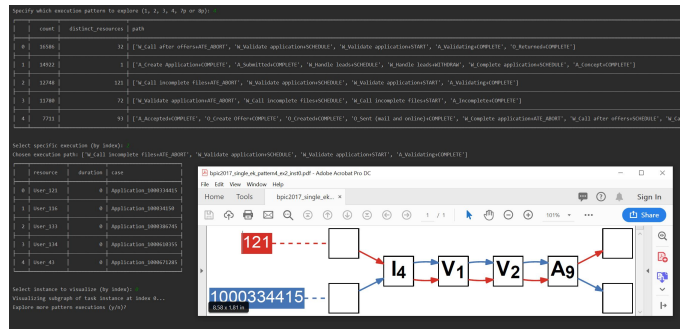 Specify which execution pattern to explore (1, 2, 3, 4, 7p or 8p): 4
count | distinct_resources | path
0 | 16586 | 32 | ['W_Call after offers+ATE_ABORT', 'W_Validate application+SCHEDULE', 'W_Validate application+START', 'A_Validating+COMPLETE', 'O_Returned+COMPLETE']
1 | 14922 | 1 | ['A_Create Application+COMPLETE', 'A_Submitted+COMPLETE', 'W_Handle leads+SCHEDULE', 'W_Handle leads+WITHDRAW', 'W_Complete application+SCHEDULE', 'A_Concept+COMPLETE']
2 | 12748 | 121 | ['W_Call incomplete files+ATE_ABORT', 'W_Validate application+SCHEDULE', 'W_Validate application+START', 'A_Validating+COMPLETE']
3 | 11780 | 72 | ['W_Validate application+ATE_ABORT', 'W_Call incomplete files+SCHEDULE', 'W_Call incomplete files+START', 'A_Incomplete+COMPLETE']
4 | 7711 | 93 | ['A_Accepted+COMPLETE', 'O_Create Offer+COMPLETE', 'O_Created+COMPLETE', 'O_Sent (mail and online)+COMPLETE', 'W_Complete application+ATE_ABORT', 'W_Call after offers+SCHEDULE', 'W_Ca
Select specific execution (by index): 2
Chosen execution path: ['W_Call incomplete files+ATE_ABORT', 'W_Validate application+SCHEDULE', 'W_Validate application+START', 'A_Validating+COMPLETE']
resource | duration | case
0 | User_121 | 0 | Application_1000334415
1 | User_116 | 0 | Application_1000034150
2 | User_133 | 0 | Application_1000386745
3 | User_134 | 0 | Application_1000610355
4 | User_43 | 0 | Application_1000671285
Select instance to visualize (by index): 0
Visualizing subgraph of task instance at index 0...
Explore more pattern executions (y/n)?
bpic2017_single_ek_pattern4_ex2_inst0.pdf - Adobe Acrobat Pro DC
File Edit View Window Help
Home Tools bpic2017_single_ek... ×
Sign In
1 / 1 101% Share
121
I4 V1 V2 A9
1000334415
8,50 x 1,81 in